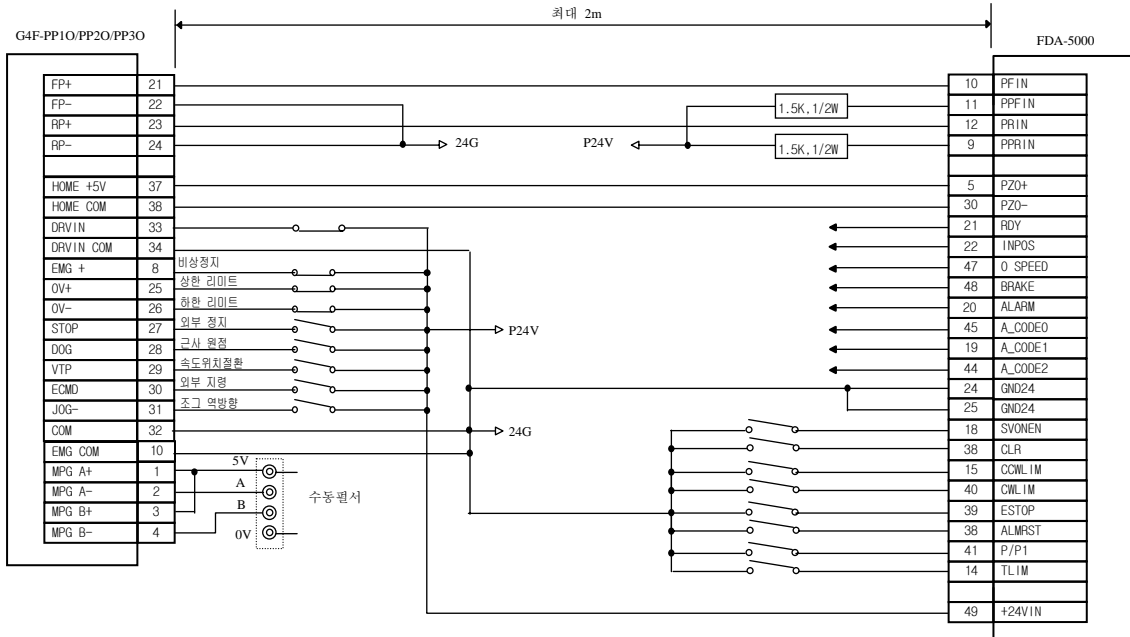 최대 2m
G4F-PP1O/PP2O/PP3O
FDA-5000
FP+ 21
FP- 22
RP+ 23
RP- 24
HOME +5V 37
HOME COM 38
DRVIN 33
DRVIN COM 34
EMG + 8 비상정지
OV+ 25 상한 리미트
OV- 26 하한 리미트
STOP 27 외부 정지
DOG 28 근사 원점
VTP 29 속도위치절환
ECMD 30 외부 지령
JOG- 31 조그 역방향
COM 32
EMG COM 10
MPG A+ 1
MPG A- 2
MPG B+ 3
MPG B- 4
5V
A
B
0V
수동펄서
24G
P24V
1.5K,1/2W
1.5K,1/2W
P24V
24G
10 PFIN
11 PPFIN
12 PRIN
9 PPRIN
5 PZO+
30 PZO-
21 RDY
22 INPOS
47 O SPEED
48 BRAKE
20 ALARM
45 A_CODE0
19 A_CODE1
44 A_CODE2
24 GND24
25 GND24
18 SVONEN
38 CLR
15 CCWLIM
40 CWLIM
39 ESTOP
38 ALMRST
41 P/P1
14 TLIM
49 +24VIN